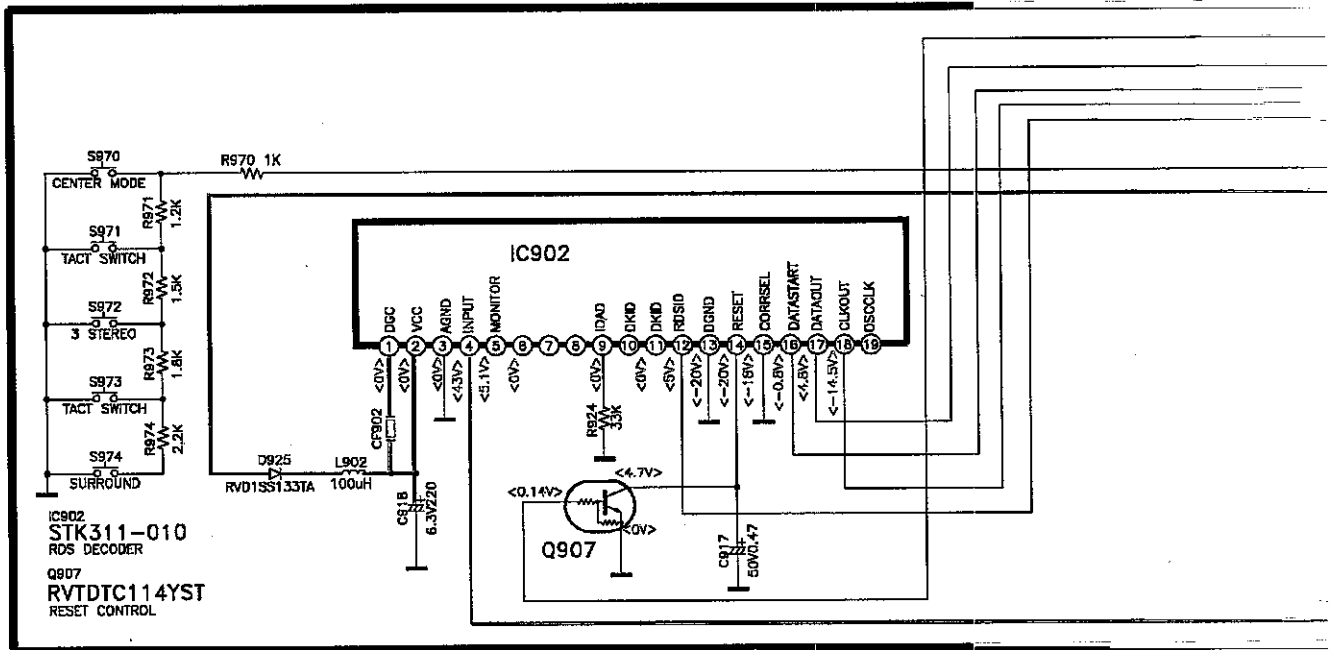 S970
CENTER MODE
R970 1K
R971
1.2K
S971
TACT SWITCH
R972
1.5K
S972
3 STEREO
R973
1.8K
S973
TACT SWITCH
R974
2.2K
S974
SURROUND
D925
RVD1SS133TA
L902
100uH
IC902
DGC
VCC
AGND
INPUT
MONITOR
IDAD
DKID
DKID
RDSID
DGND
RESET
CORRSEL
DATASTART
DATAOUT
CLKOUT
OSCCLK
1 2 3 4 5 6 7 8 9 10 11 12 13 14 15 16 17 18 19
<0V>
<0V>
<0V>
<43V>
<5.1V>
<0V>
<0V>
<0V>
<5V>
<-20V>
<-20V>
<-18V>
<-0.8V>
<4.8V>
<-14.5V>
CF902
C918
6.3V220
R924
33K
<4.7V>
<0.14V>
<0V>
Q907
C917
50V0.47
IC902
STK311-010
RDS DECODER
Q907
RVTDTC114YST
RESET CONTROL